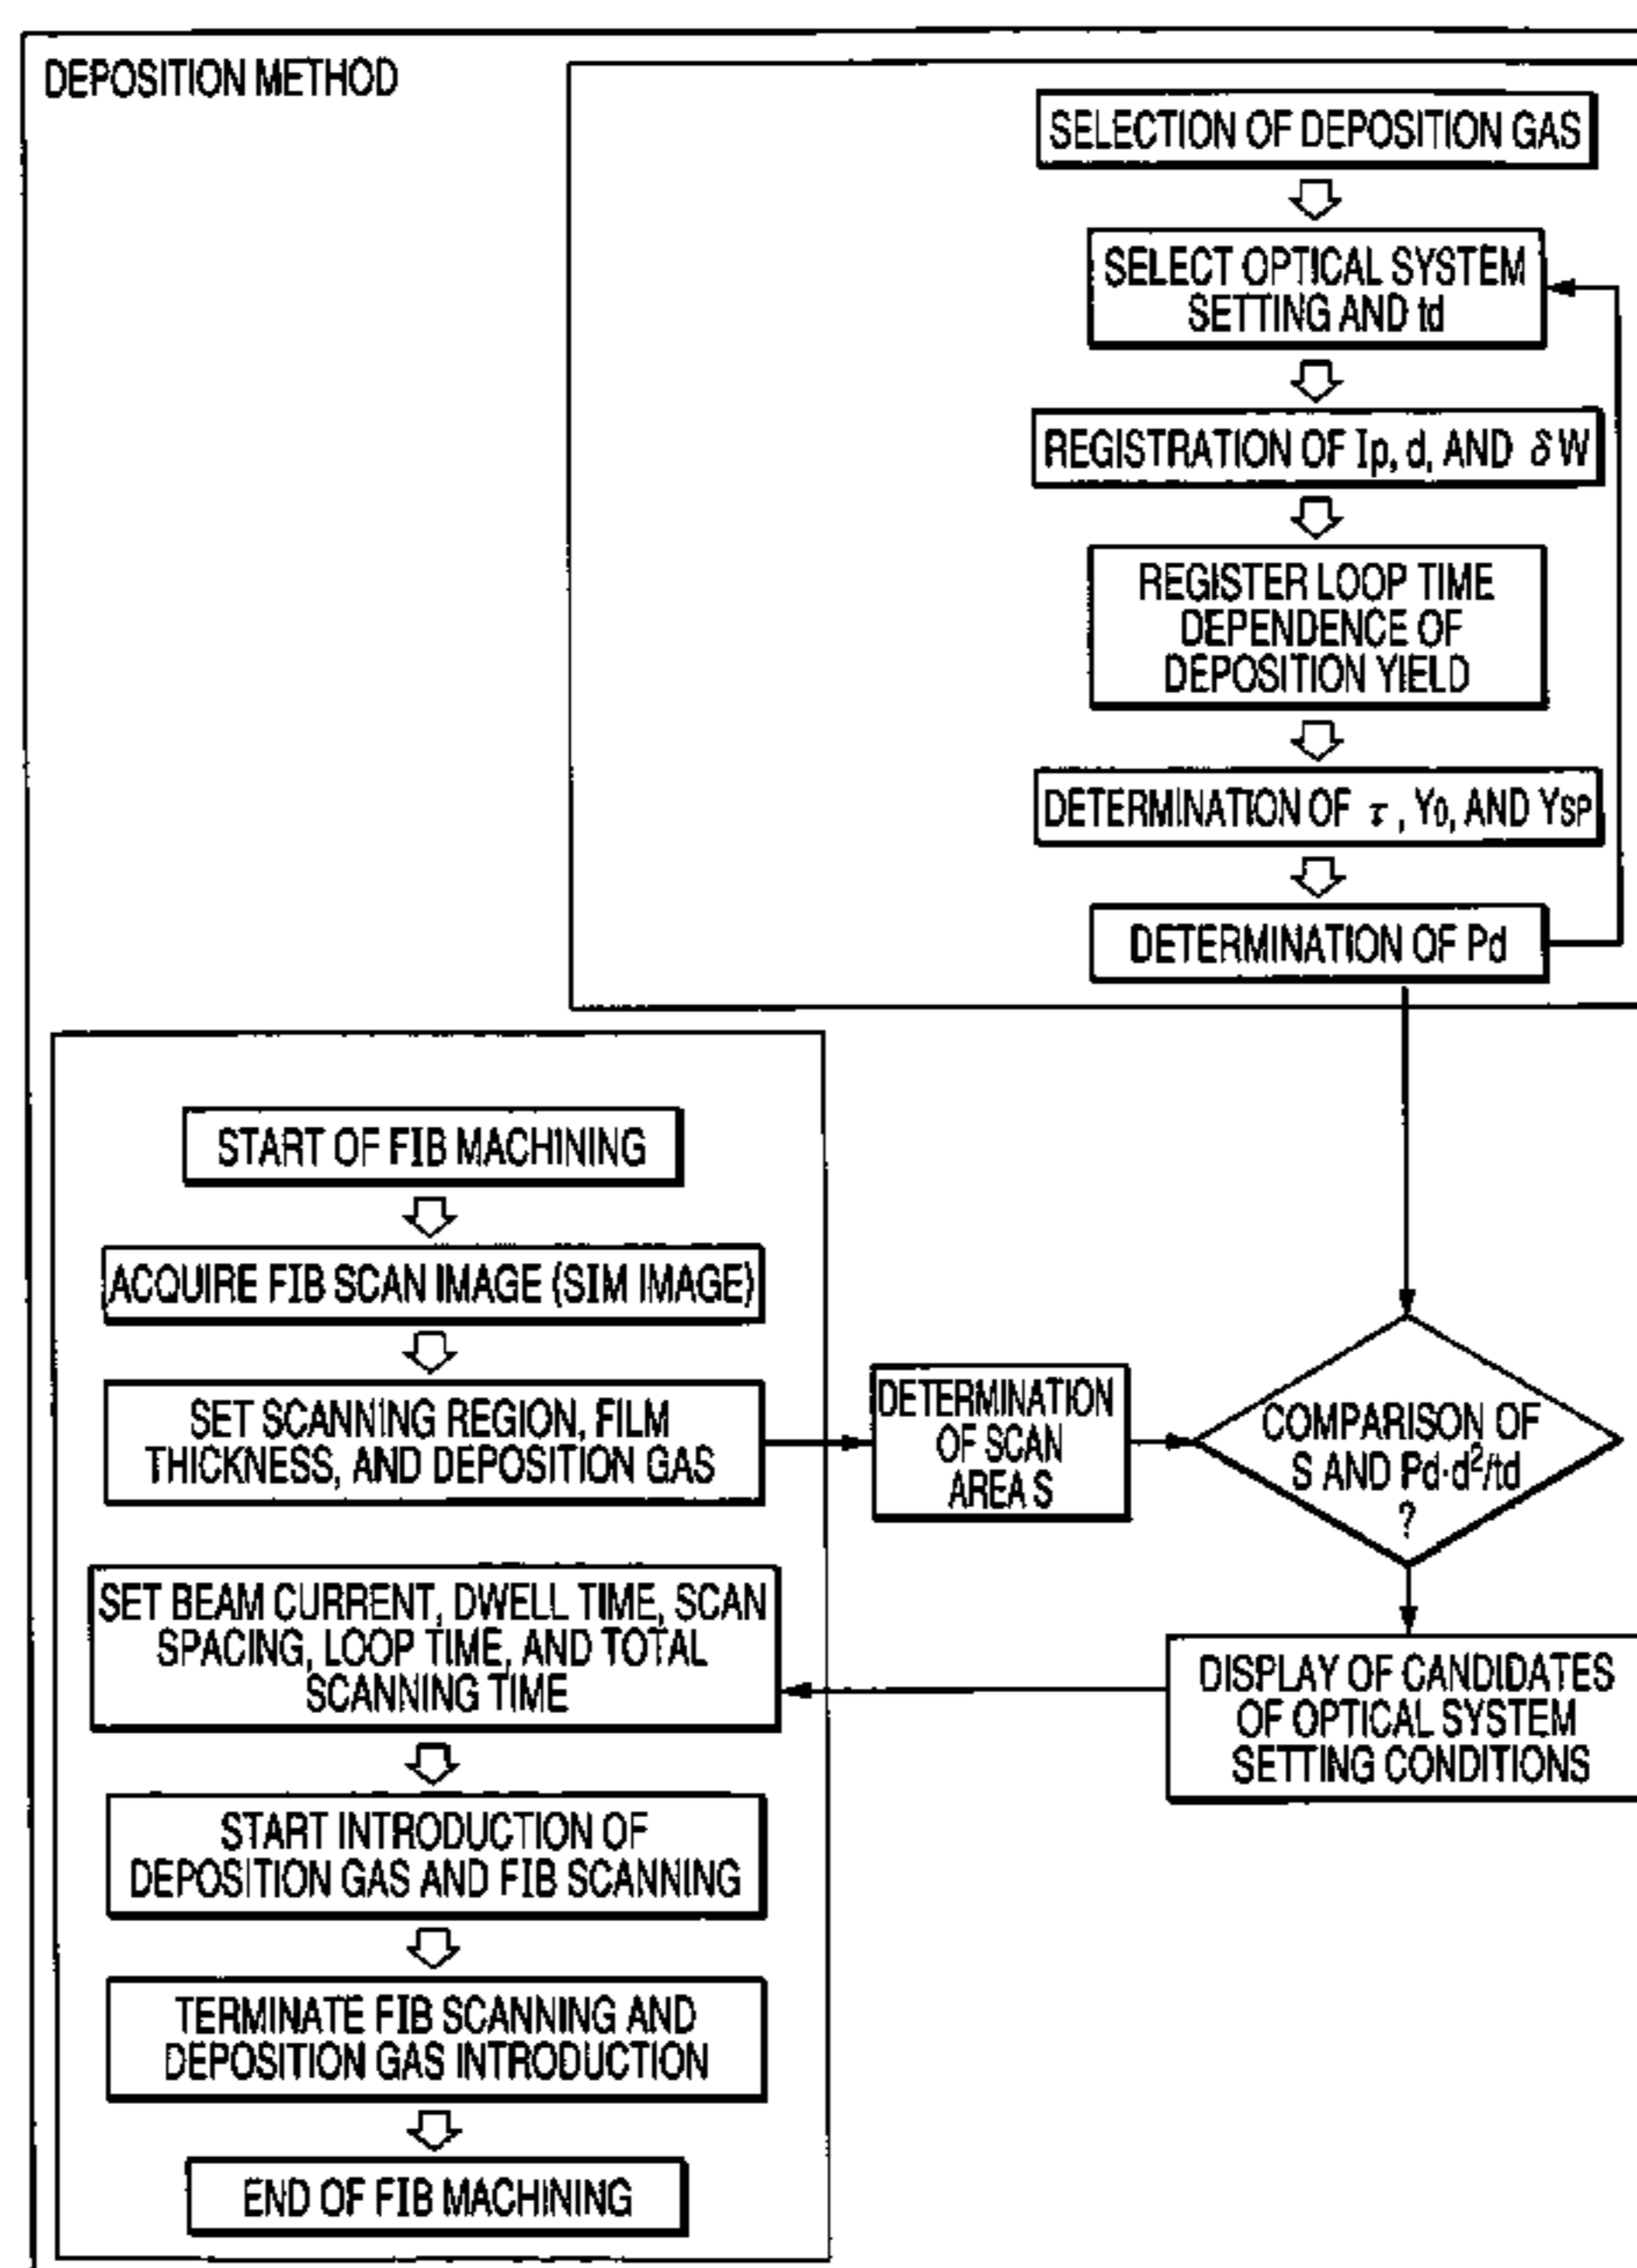 DEPOSITION METHOD
SELECTION OF DEPOSITION GAS
SELECT OPTICAL SYSTEM
SETTING AND td
REGISTRATION OF Ip, d, AND δW
REGISTER LOOP TIME
DEPENDENCE OF
DEPOSITION YIELD
DETERMINATION OF τ, Y0, AND YSP
DETERMINATION OF Pd
START OF FIB MACHINING
ACQUIRE FIB SCAN IMAGE (SIM IMAGE)
SET SCANNING REGION, FILM
THICKNESS, AND DEPOSITION GAS
DETERMINATION
OF SCAN
AREA S
COMPARISON OF
S AND Pd·d²/td
?
DISPLAY OF CANDIDATES
OF OPTICAL SYSTEM
SETTING CONDITIONS
SET BEAM CURRENT, DWELL TIME, SCAN
SPACING, LOOP TIME, AND TOTAL
SCANNING TIME
START INTRODUCTION OF
DEPOSITION GAS AND FIB SCANNING
TERMINATE FIB SCANNING AND
DEPOSITION GAS INTRODUCTION
END OF FIB MACHINING